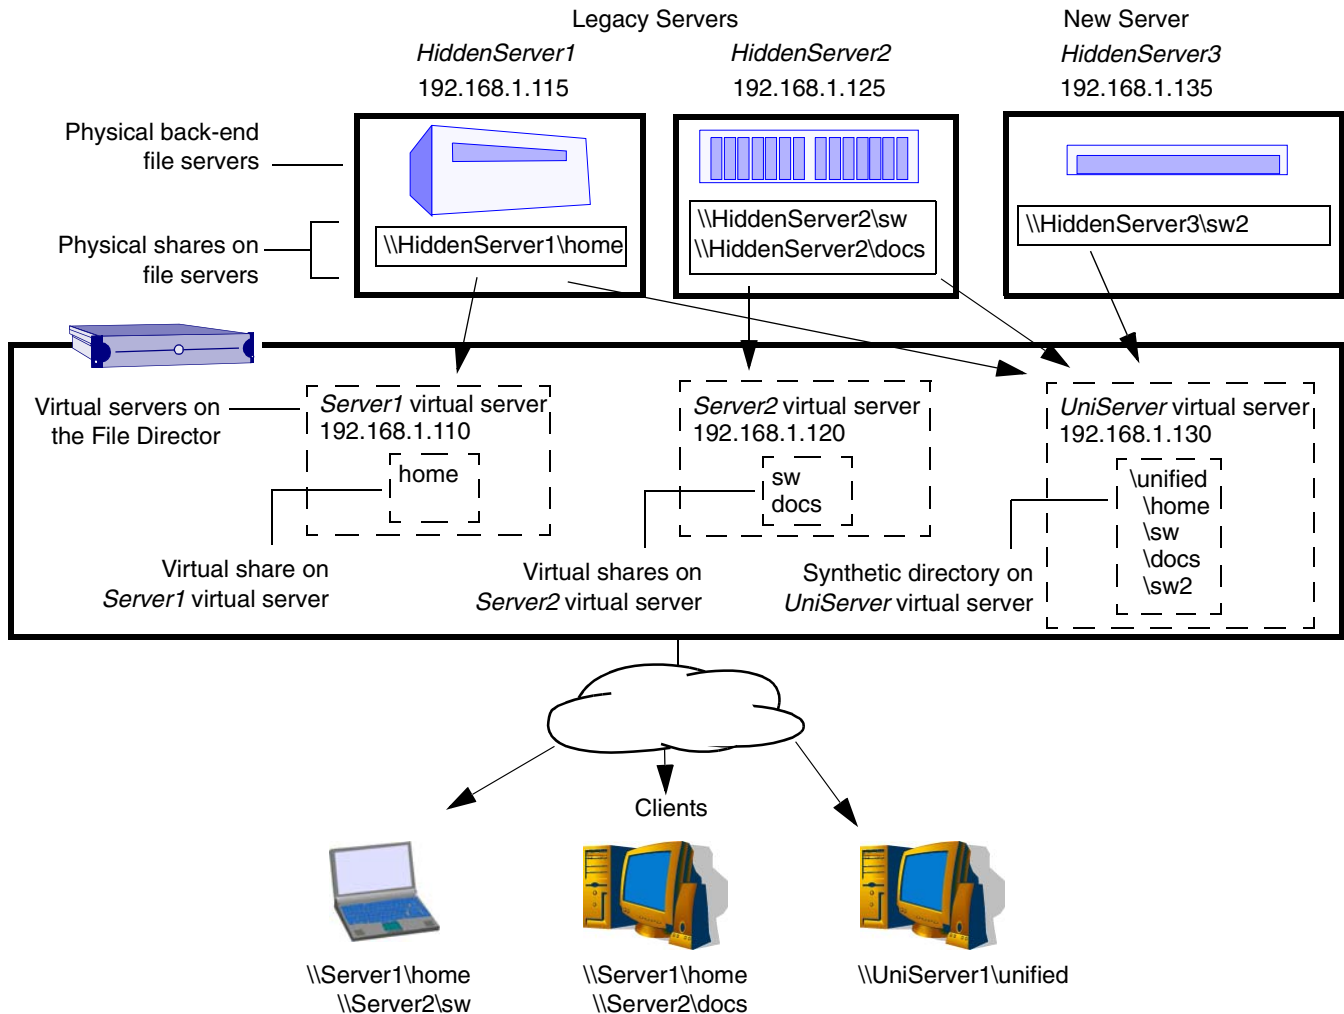 Legacy Servers
New Server
HiddenServer1
192.168.1.115
HiddenServer2
192.168.1.125
HiddenServer3
192.168.1.135
Physical back-end
file servers
Physical shares on
file servers
\\HiddenServer1\home
\\HiddenServer2\sw
\\HiddenServer2\docs
\\HiddenServer3\sw2
Virtual servers on
the File Director
Server1 virtual server
192.168.1.110
home
Virtual share on
Server1 virtual server
Server2 virtual server
192.168.1.120
sw
docs
Virtual shares on
Server2 virtual server
UniServer virtual server
192.168.1.130
\unified
\home
\sw
\docs
\sw2
Synthetic directory on
UniServer virtual server
Clients
\\Server1\home
\\Server2\sw
\\Server1\home
\\Server2\docs
\\UniServer1\unified